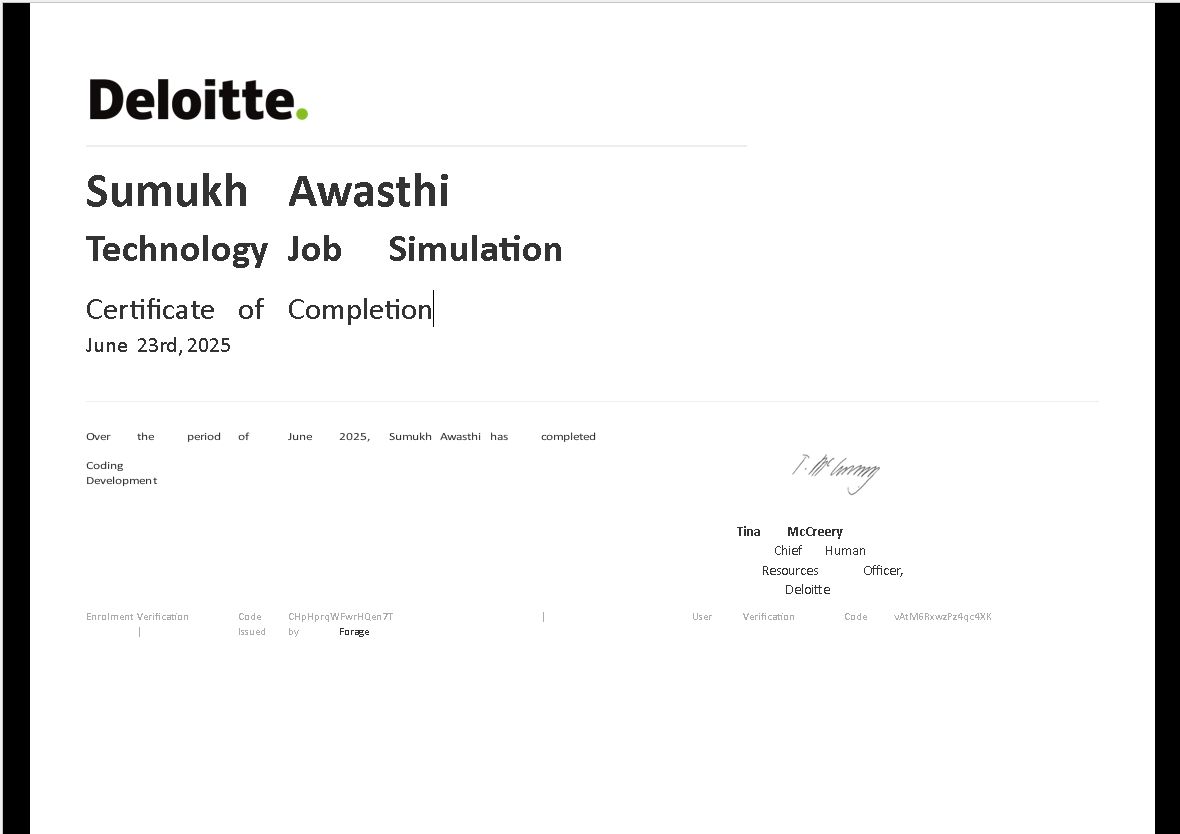 Deloitte.
Sumukh Awasthi
Technology Job Simulation
Certificate of Completion
June 23rd, 2025
Over the period of June 2025, Sumukh Awasthi has completed
Coding
Development
Tina McCreery
Chief Human
Resources Officer,
Deloitte
Enrolment Verification Code CHpHprqWFwrHQen7T | User Verification Code vAtM6RxwzPz4qc4XK
| Issued by Forage